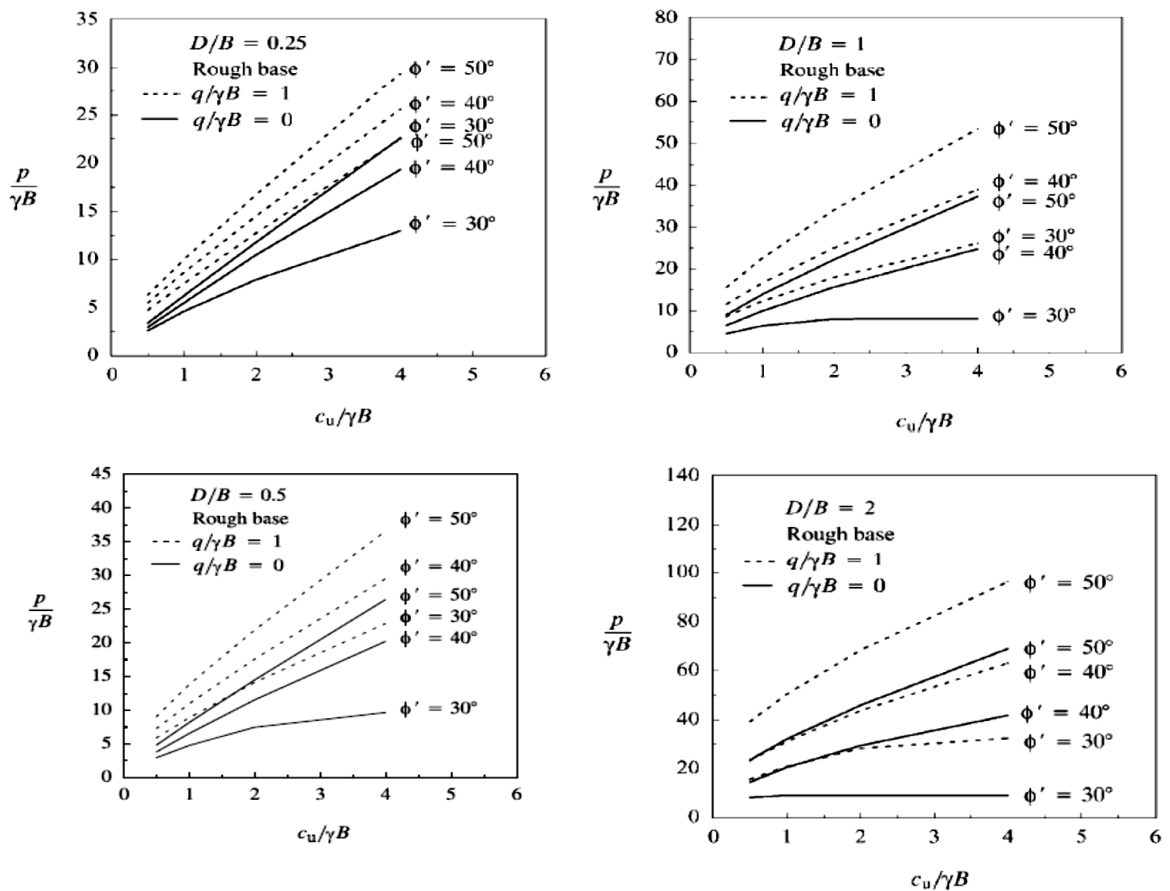 35
30
25
20
15
10
5
0
D/B = 0.25
Rough base
q/γB = 1
q/γB = 0
ϕ′ = 50°
ϕ′ = 40°
ϕ′ = 30°
ϕ′ = 50°
ϕ′ = 40°
ϕ′ = 30°
p
γB
0 1 2 3 4 5 6
cu/γB
80
70
60
50
40
30
20
10
0
D/B = 1
Rough base
q/γB = 1
q/γB = 0
ϕ′ = 50°
ϕ′ = 40°
ϕ′ = 50°
ϕ′ = 30°
ϕ′ = 40°
ϕ′ = 30°
p
γB
0 1 2 3 4 5 6
cu/γB
45
40
35
30
25
20
15
10
5
0
D/B = 0.5
Rough base
q/γB = 1
q/γB = 0
ϕ′ = 50°
ϕ′ = 40°
ϕ′ = 50°
ϕ′ = 30°
ϕ′ = 40°
ϕ′ = 30°
p
γB
0 1 2 3 4 5 6
cu/γB
140
120
100
80
60
40
20
0
D/B = 2
Rough base
q/γB = 1
q/γB = 0
ϕ′ = 50°
ϕ′ = 50°
ϕ′ = 40°
ϕ′ = 40°
ϕ′ = 30°
ϕ′ = 30°
p
γB
0 1 2 3 4 5 6
cu/γB